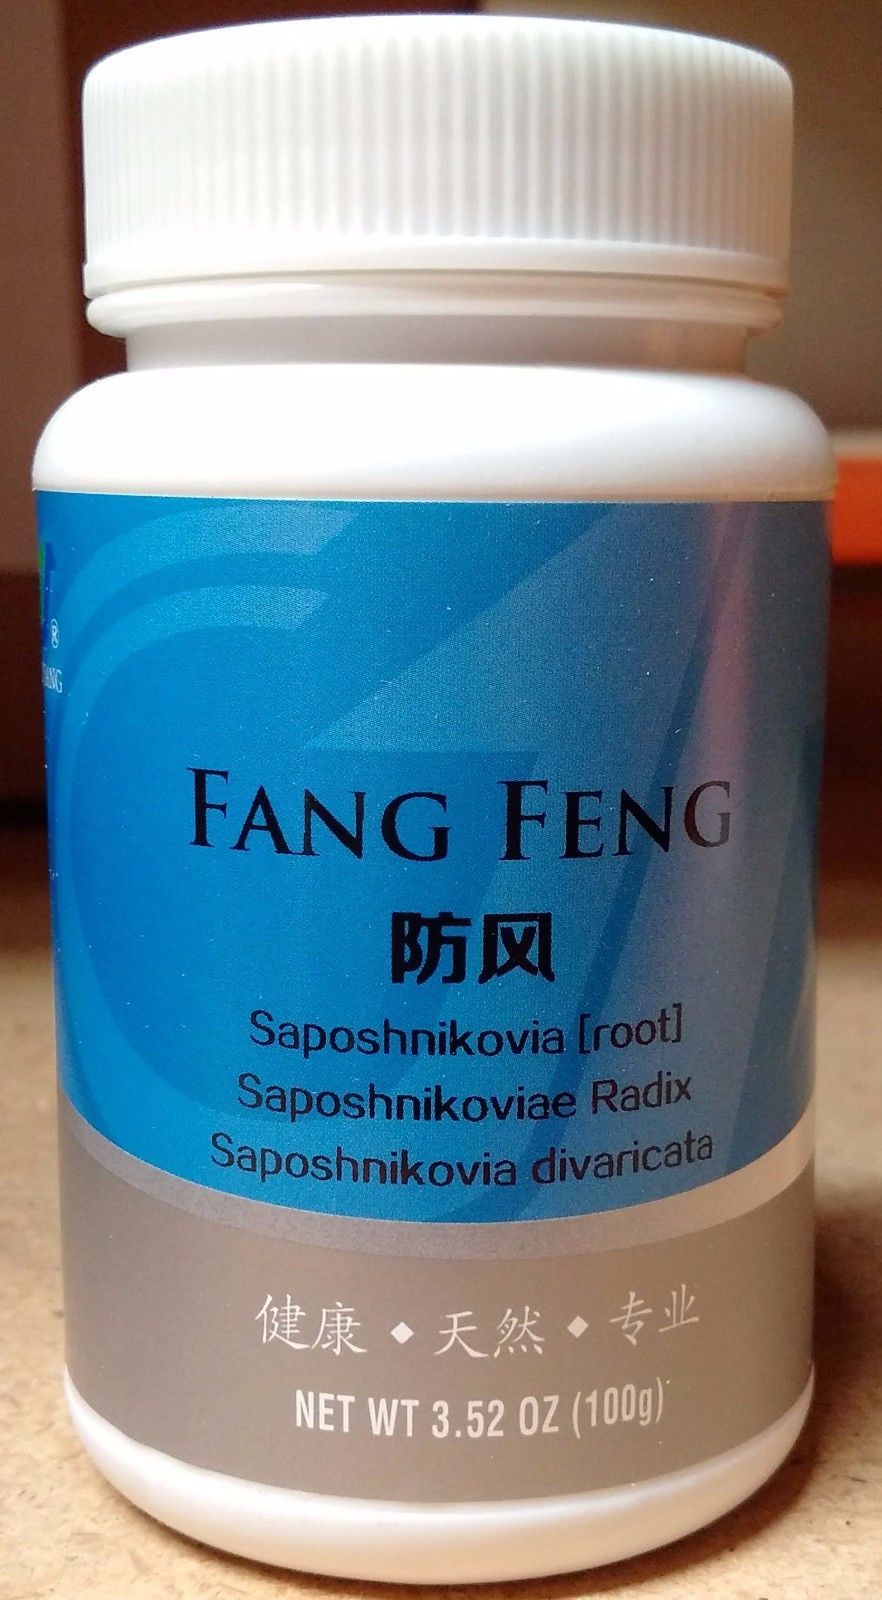 ®
FANG FENG
防风
Saposhnikovia [root]
Saposhnikoviae Radix
Saposhnikovia divaricata
健康 ◆ 天然 ◆ 专业
NET WT 3.52 OZ (100g)